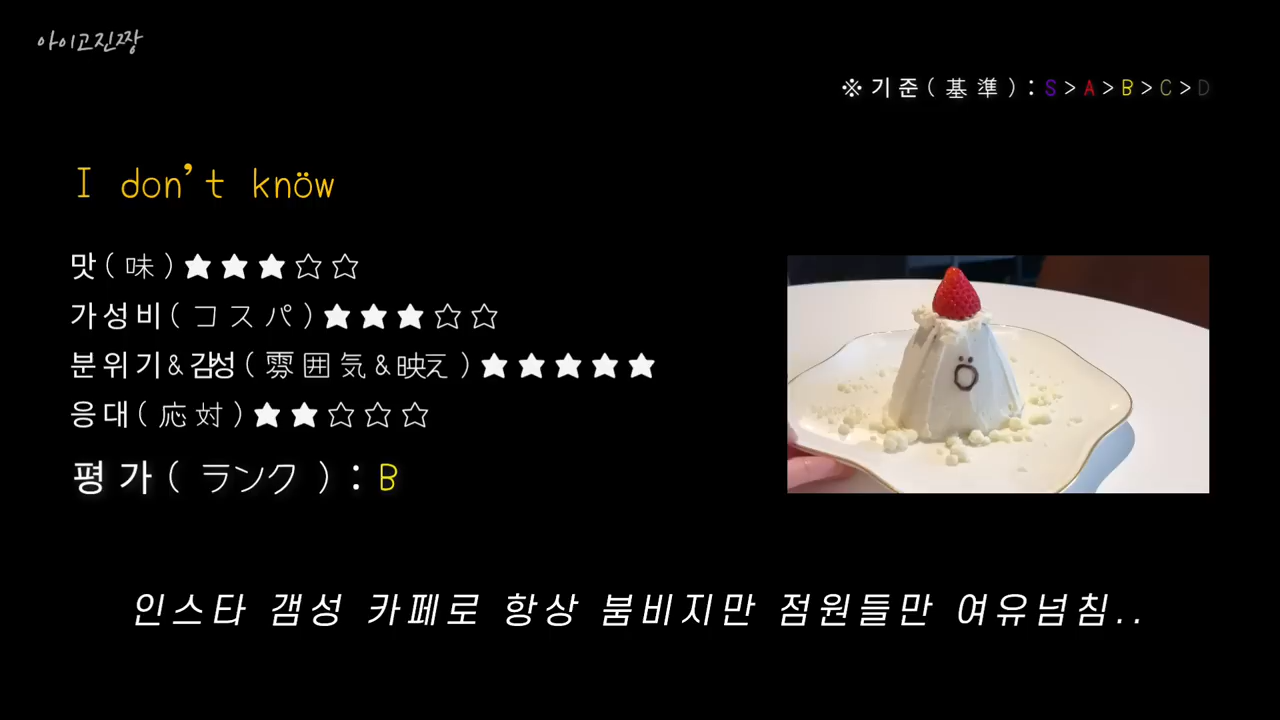 아이고진짱
※기준(基準):S>A>B>C>D
I don't knöw
맛(味)★★★☆☆
가성비(コスパ)★★★☆☆
분위기&감성(雰囲気&映え)★★★★★
응대(応対)★★☆☆☆
평가(ランク):B
Ö
인스타 갬성 카페로 항상 붐비지만 점원들만 여유넘침..